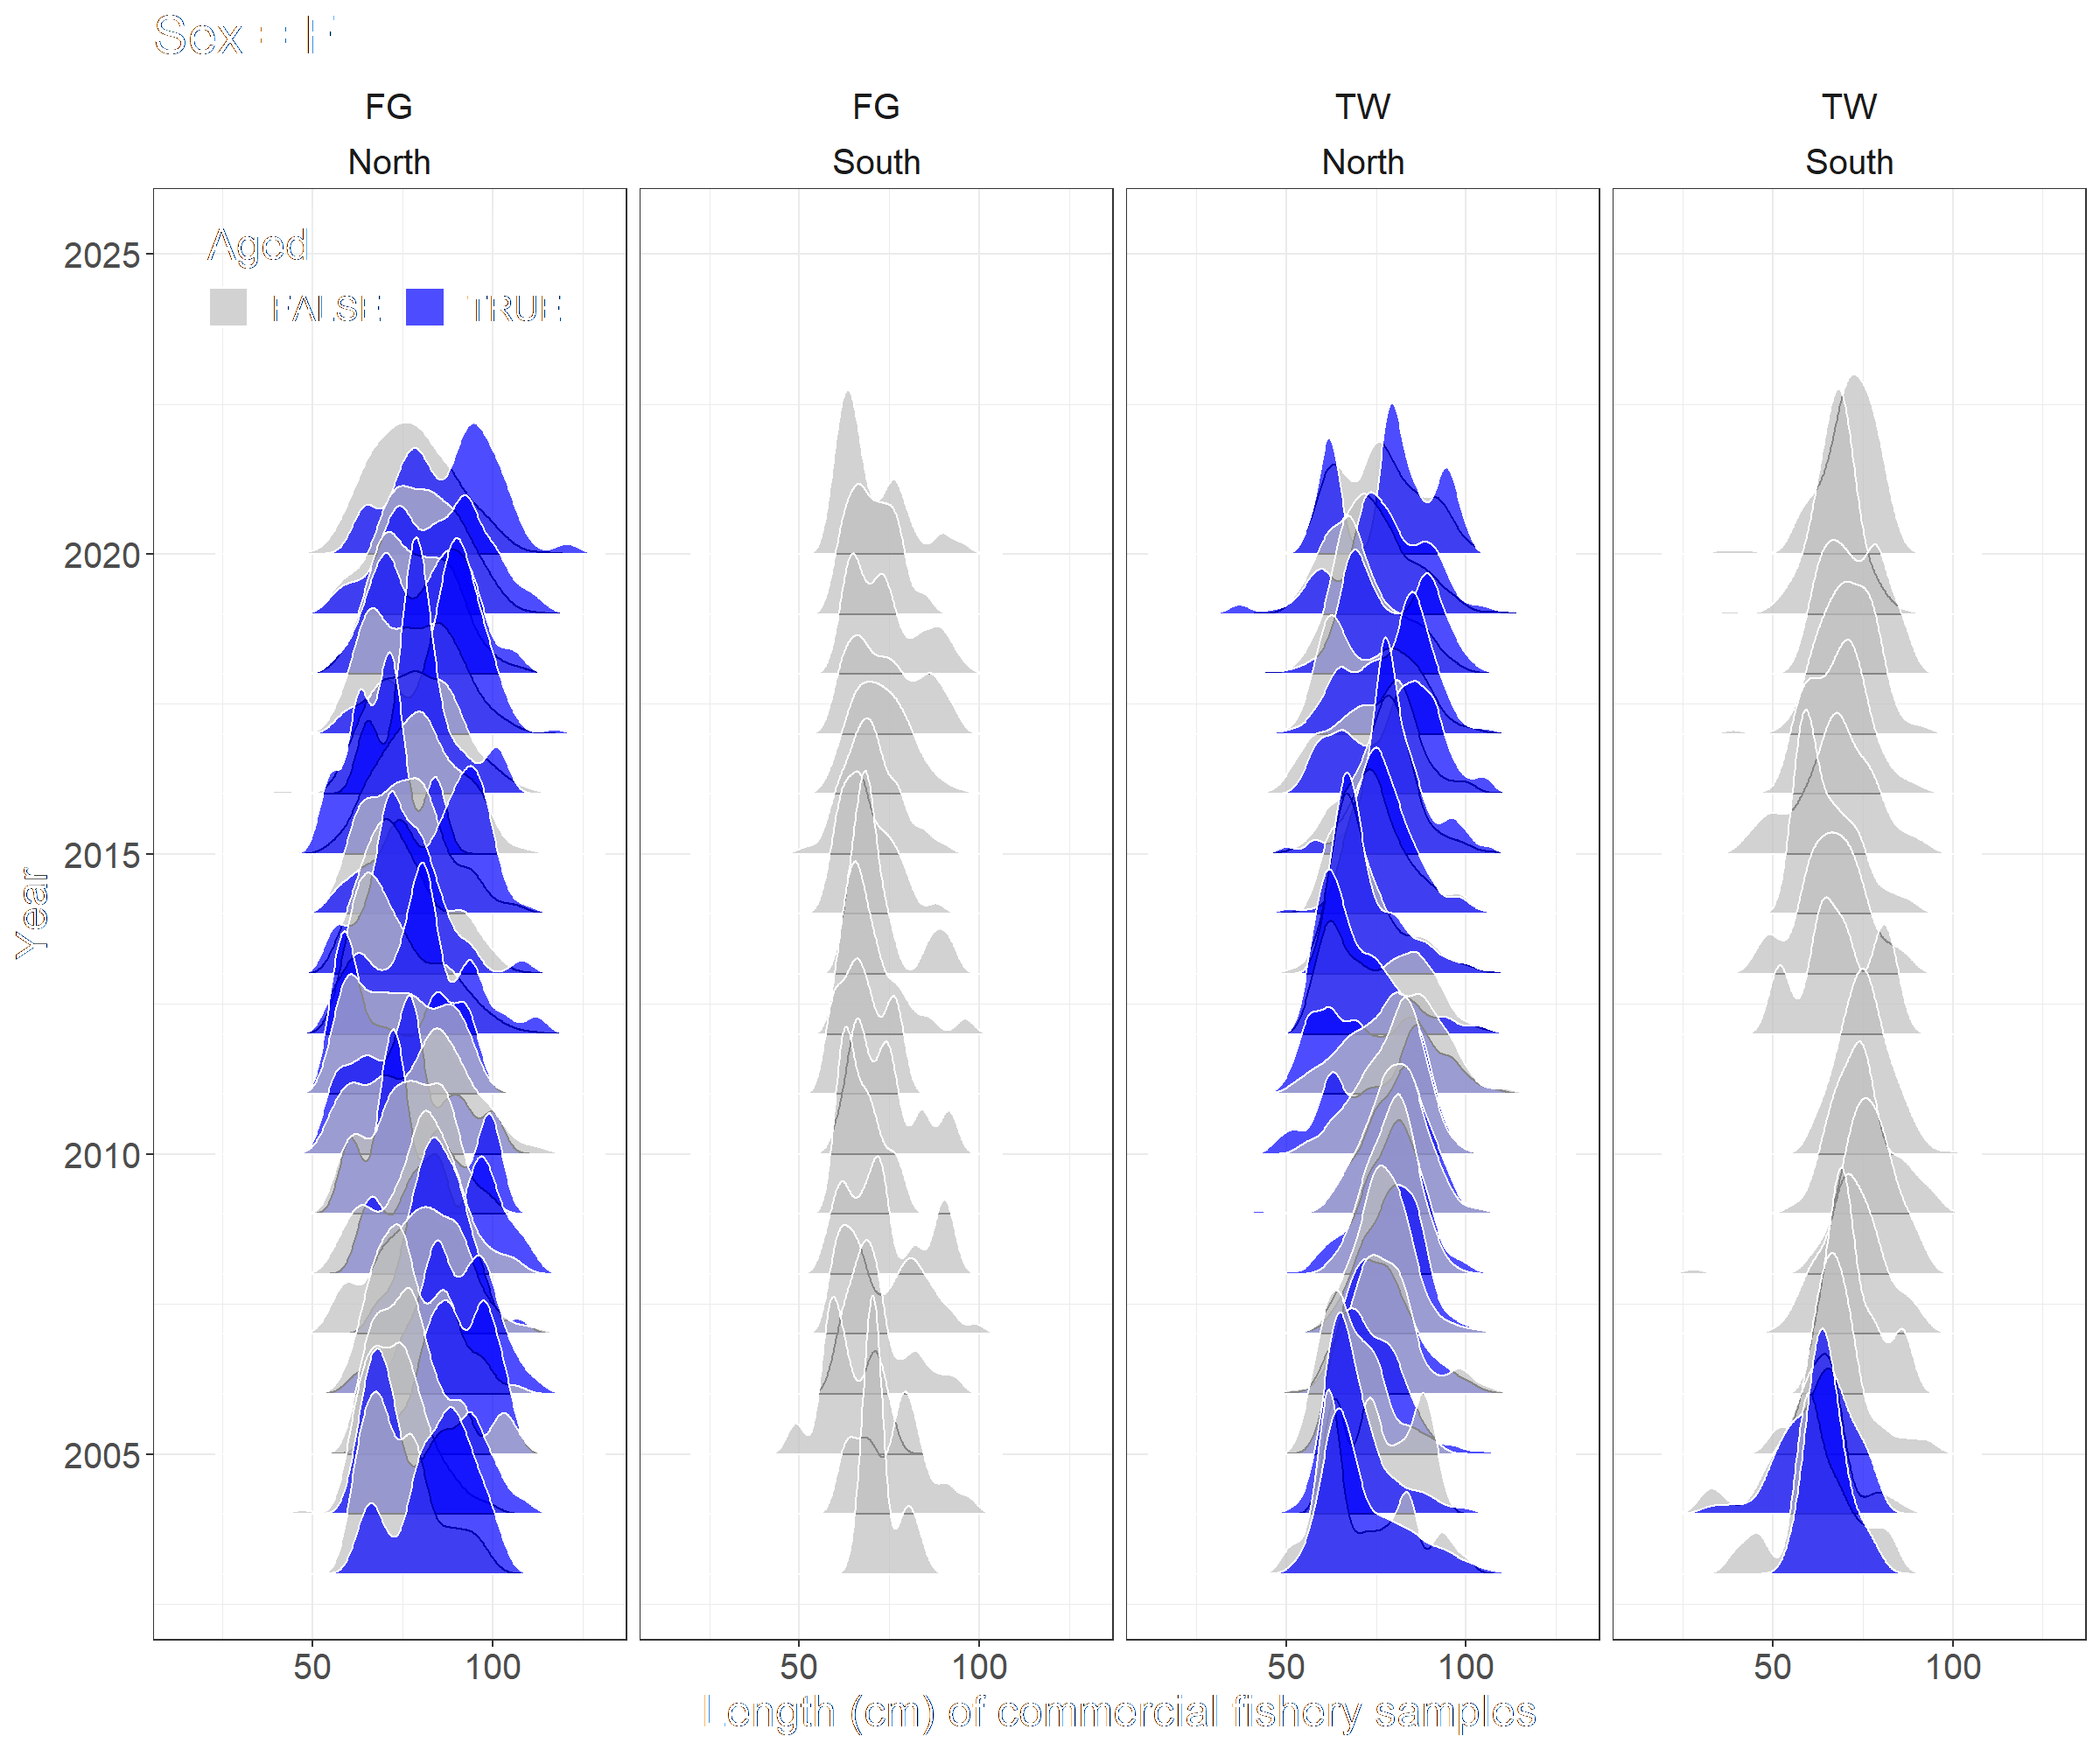 Sex = F
FG FG TW TW
North South North South
Aged
FALSE TRUE
2025
2020
2015
2010
2005
Year
50 100 50 100 50 100 50 100
Length (cm) of commercial fishery samples